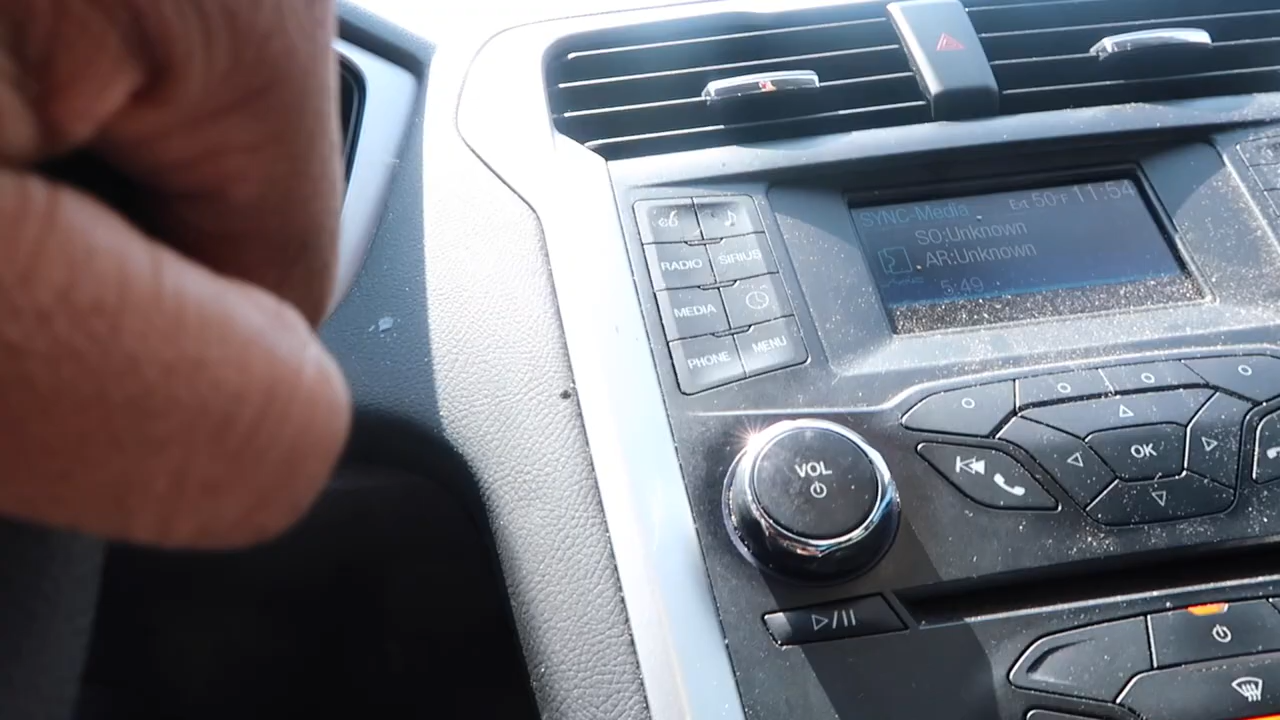 SYNC-Media Ext 50°F 11:54
SO:Unknown
AR:Unknown
5:49
RADIO SIRIUS
MEDIA
PHONE MENU
VOL
OK